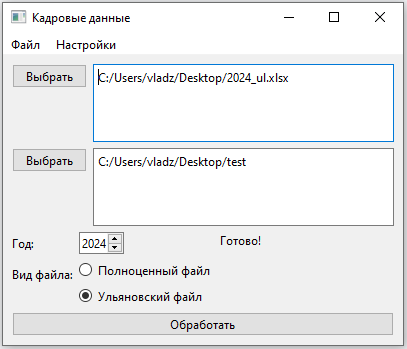 Кадровые данные
Файл Настройки
Выбрать C:/Users/vladz/Desktop/2024_ul.xlsx
Выбрать C:/Users/vladz/Desktop/test
Год: 2024 Готово!
Вид файла: Полноценный файл
Ульяновский файл
Обработать